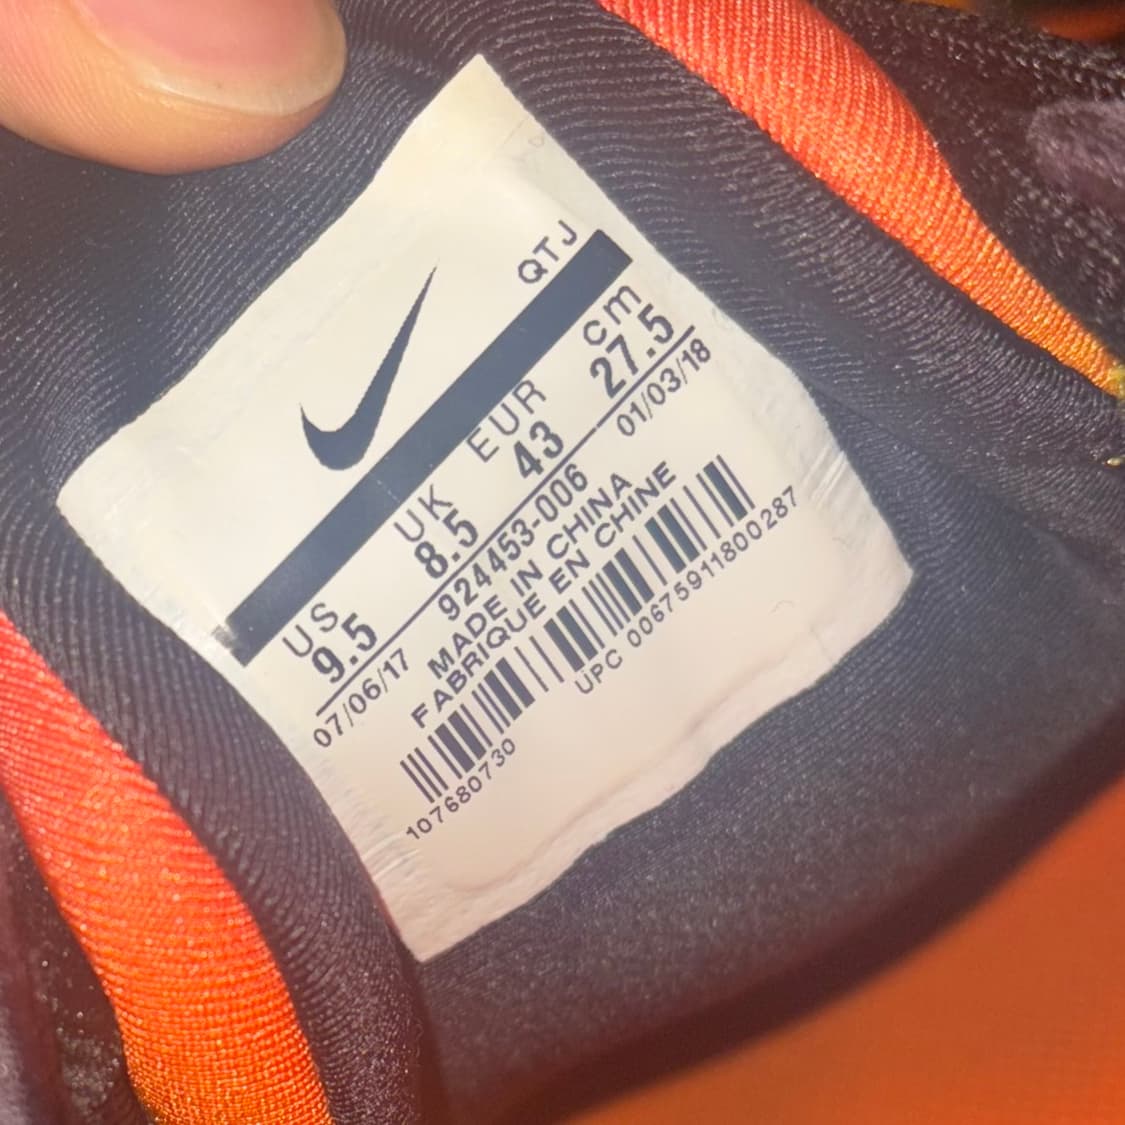 QTJ
US UK EUR cm
9.5 8.5 43 27.5
07/06/17 924453-006 01/03/18
MADE IN CHINA
FABRIQUE EN CHINE
107680730 UPC 00675911800287